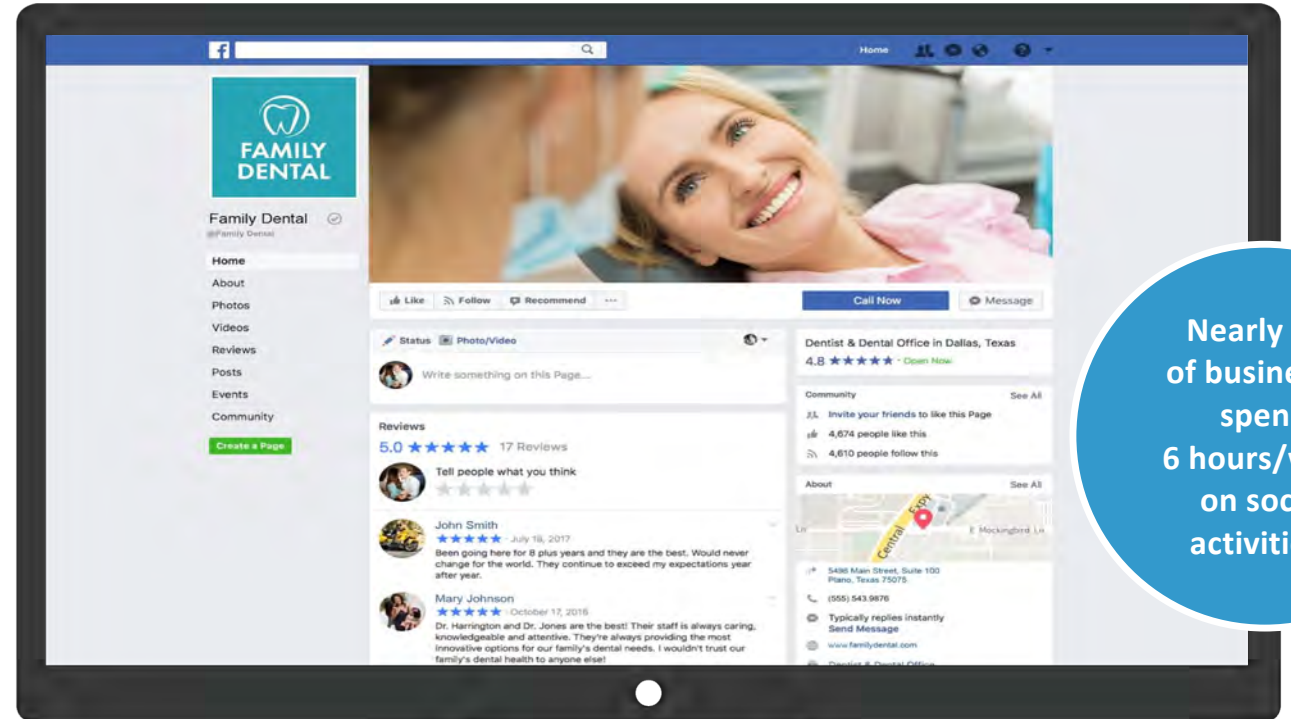 f
Home
FAMILY
DENTAL
Family Dental
@Family Dental
Home
About
Photos
Videos
Reviews
Posts
Events
Community
Create a Page
Like Follow Recommend ...
Call Now
Message
Status Photo/Video
Write something on this Page...
Reviews
5.0 ★★★★★ 17 Reviews
Tell people what you think
John Smith
★★★★★ · July 18, 2017
Been going here for 8 plus years and they are the best. Would never
change for the world. They continue to exceed my expectations year
after year.
Mary Johnson
★★★★★ · October 17, 2016
Dr. Harrington and Dr. Jones are the best! Their staff is always caring,
knowledgeable and attentive. They're always providing the most
innovative options for our family's dental needs. I wouldn't trust our
family's dental health to anyone else!
Dentist & Dental Office in Dallas, Texas
4.8 ★★★★★ · Open Now
Community See All
Invite your friends to like this Page
4,674 people like this
4,610 people follow this
About See All
Central Expy
E Mockingbird Ln
Ln
5486 Main Street, Suite 100
Plano, Texas 75075
(555) 543.9876
Typically replies instantly
Send Message
www.familydental.com
Dentist & Dental Office
Nearly
of busine
spen
6 hours/
on soc
activiti